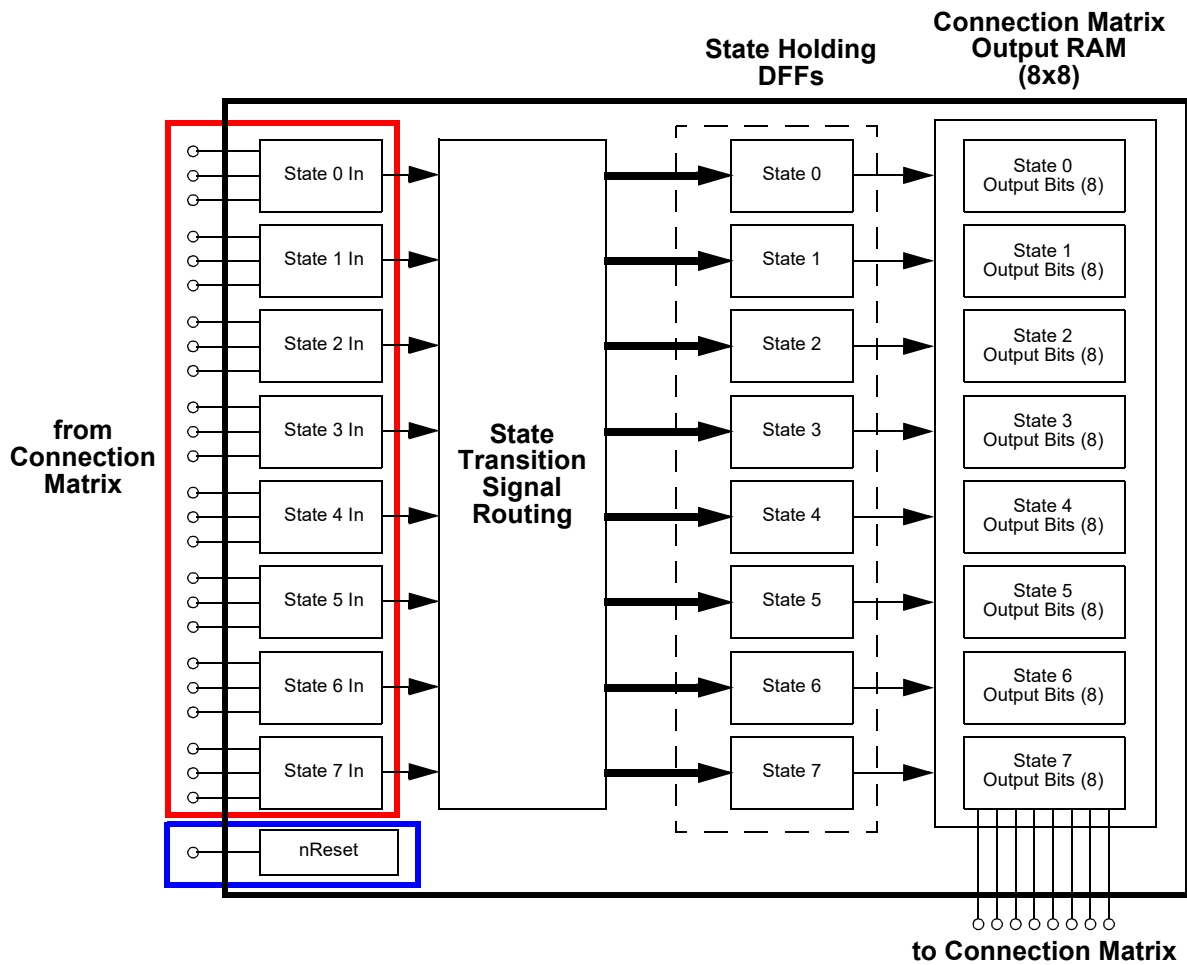 Connection Matrix
Output RAM
(8x8)
State Holding
DFFs
from
Connection
Matrix
State 0 In
State 1 In
State 2 In
State 3 In
State 4 In
State 5 In
State 6 In
State 7 In
nReset
State
Transition
Signal
Routing
State 0
State 1
State 2
State 3
State 4
State 5
State 6
State 7
State 0
Output Bits (8)
State 1
Output Bits (8)
State 2
Output Bits (8)
State 3
Output Bits (8)
State 4
Output Bits (8)
State 5
Output Bits (8)
State 6
Output Bits (8)
State 7
Output Bits (8)
to Connection Matrix